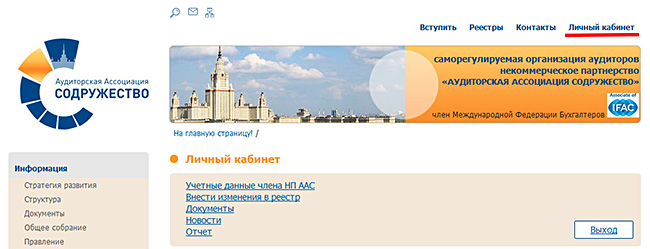 Вступить Реестры Контакты Личный кабинет
Аудиторская Ассоциация
СОДРУЖЕСТВО
саморегулируемая организация аудиторов
некоммерческое партнерство
«АУДИТОРСКАЯ АССОЦИАЦИЯ СОДРУЖЕСТВО»
член Международной Федерации Бухгалтеров
Associate of
IFAC
На главную страницу! /
Информация
Стратегия развития
Структура
Документы
Общее собрание
Правление
Личный кабинет
Учетные данные члена НП ААС
Внести изменения в реестр
Документы
Новости
Отчет
Выход